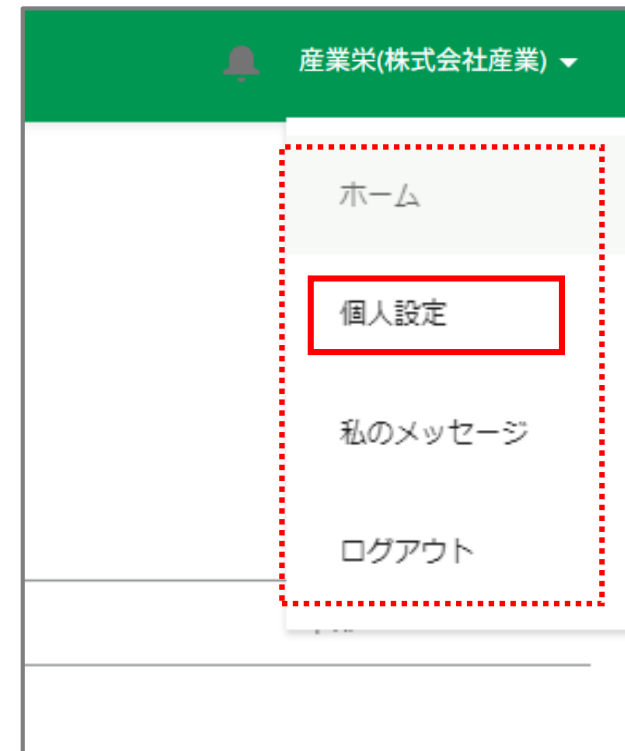 産業栄(株式会社産業)
ホーム
個人設定
私のメッセージ
ログアウト